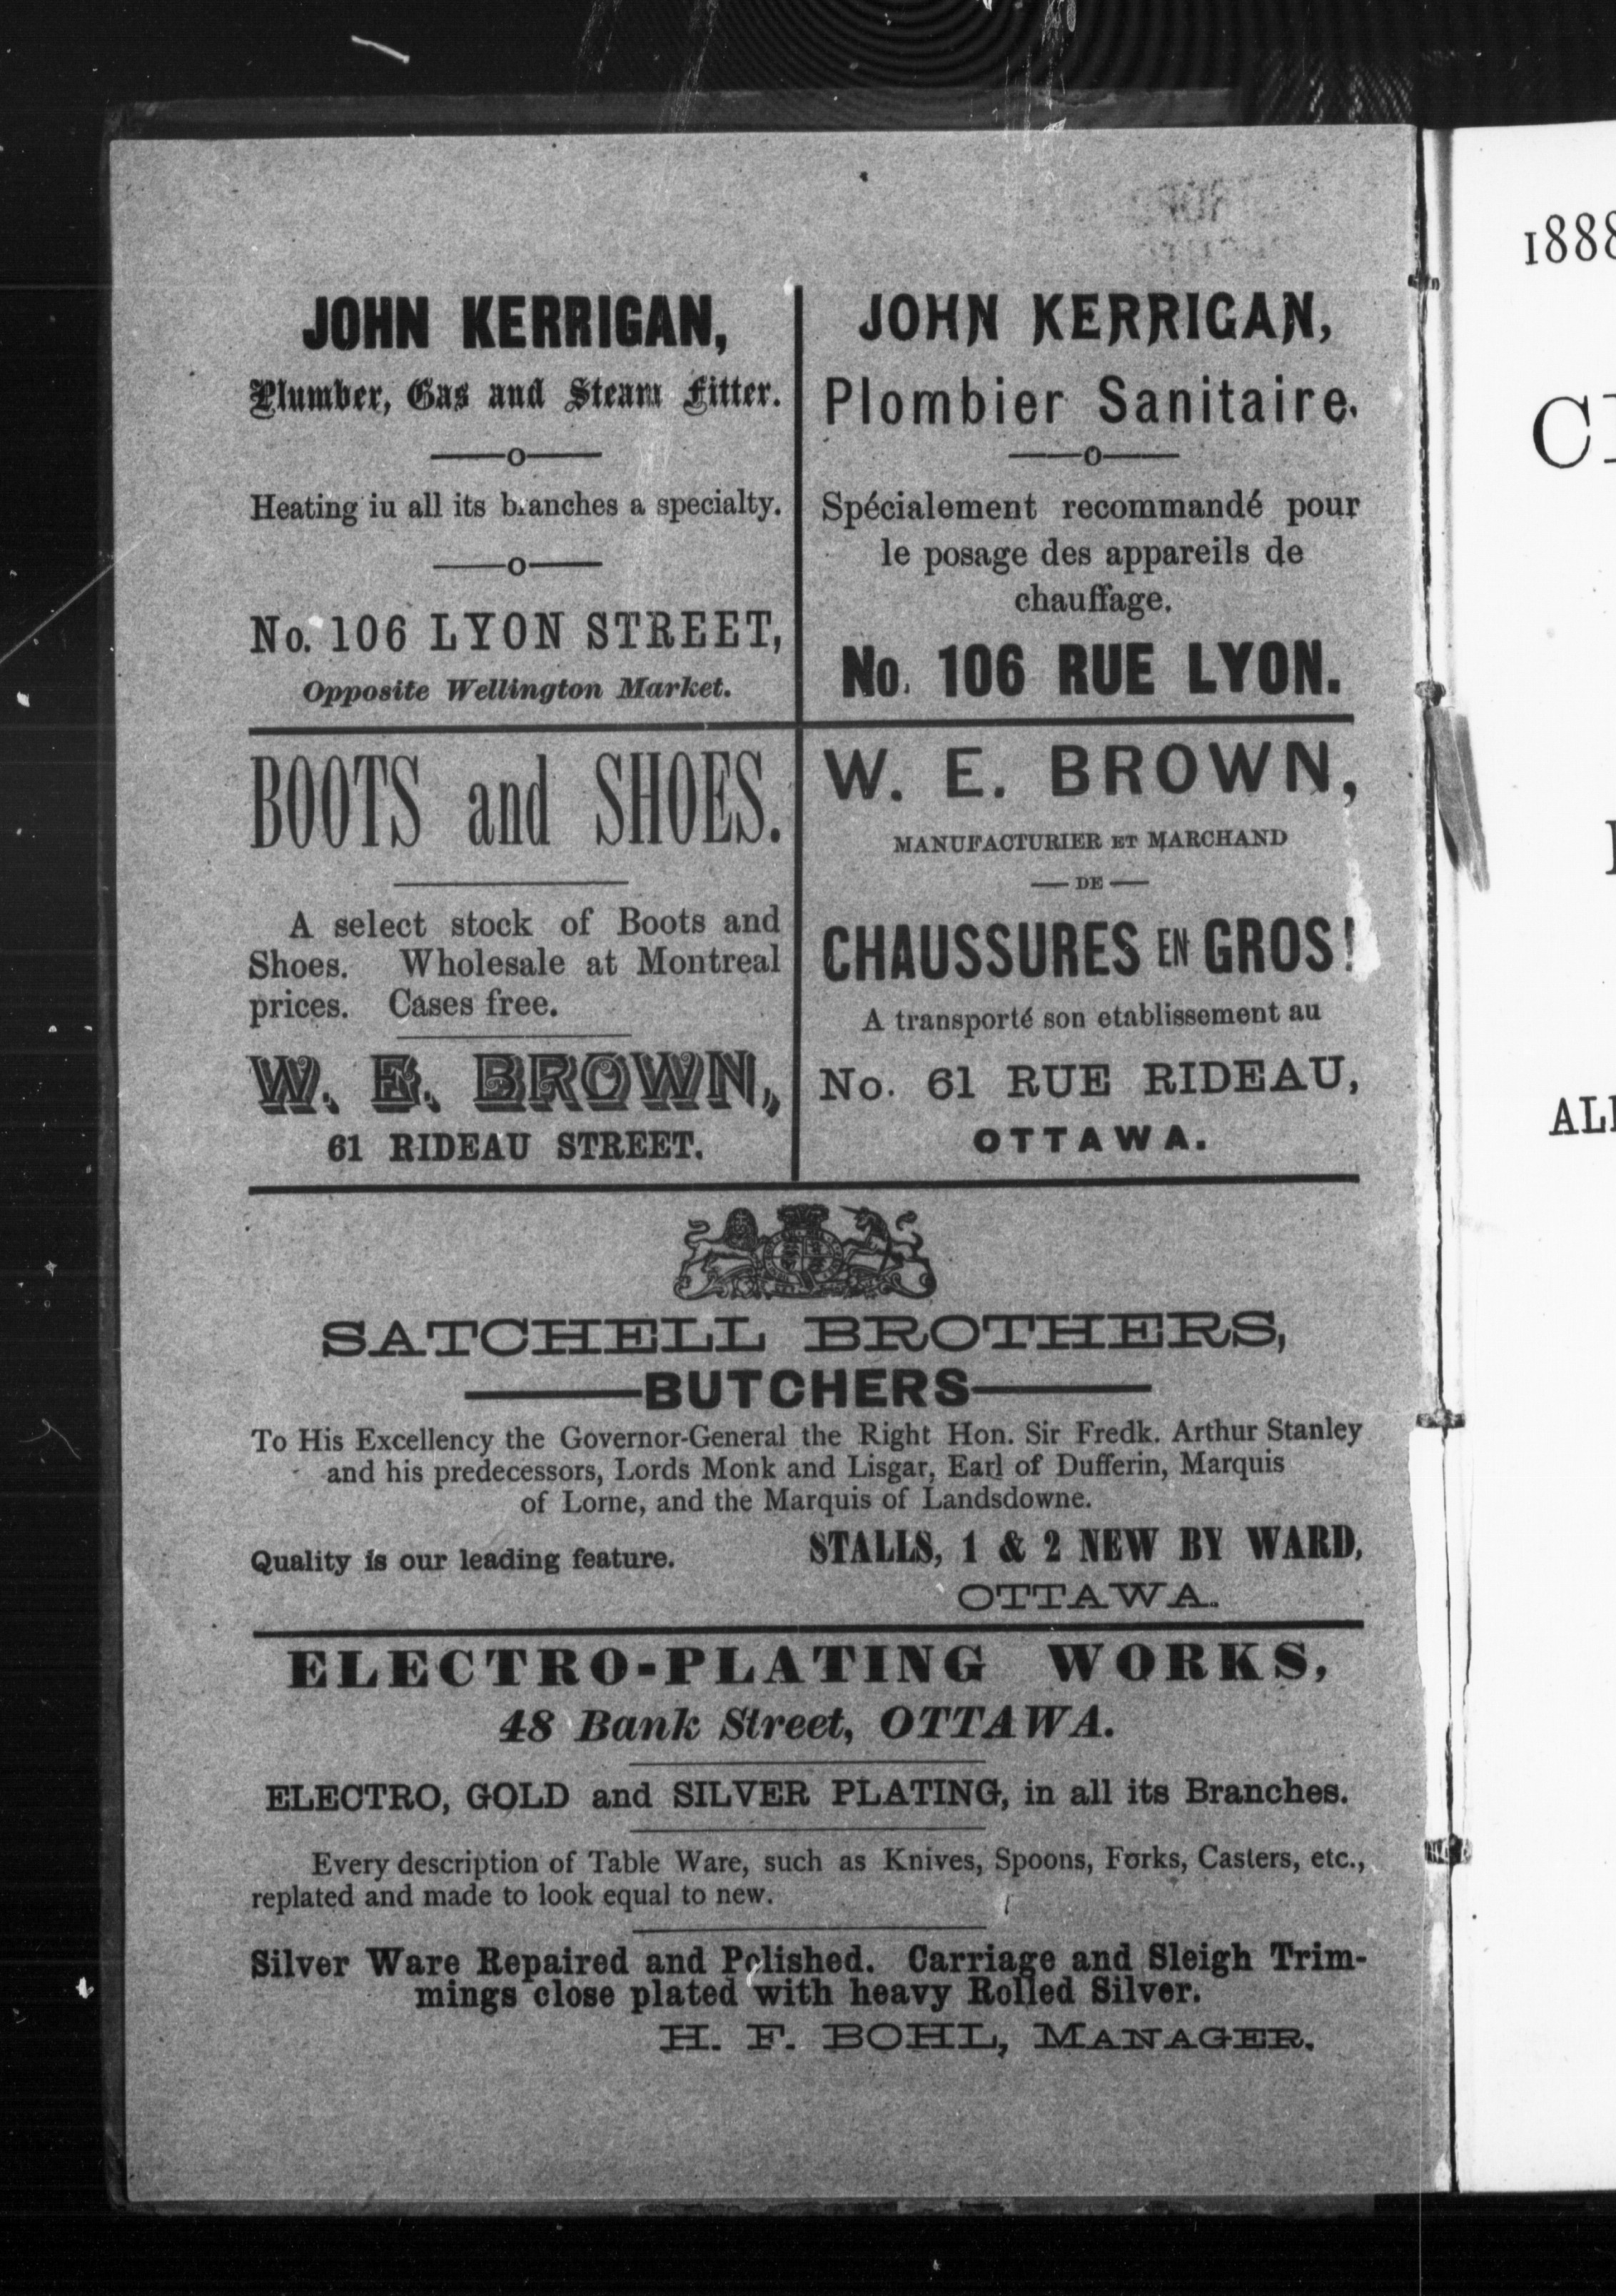 JOHN KERRIGAN,
Plumber, Gas and Steam Fitter.
Heating iu all its branches a specialty.
No. 106 LYON STREET,
Opposite Wellington Market.
JOHN KERRIGAN,
Plombier Sanitaire.
Spécialement recommandé pour
le posage des appareils de
chauffage.
No. 106 RUE LYON.
BOOTS and SHOES.
A select stock of Boots and
Shoes. Wholesale at Montreal
prices. Cases free.
W. E. BROWN,
61 RIDEAU STREET.
W. E. BROWN,
MANUFACTURIER ET MARCHAND
DE
CHAUSSURES EN GROS!
A transporté son etablissement au
No. 61 RUE RIDEAU,
OTTAWA.
SATCHELL BROTHERS,
BUTCHERS
To His Excellency the Governor-General the Right Hon. Sir Fredk. Arthur Stanley
and his predecessors, Lords Monk and Lisgar, Earl of Dufferin, Marquis
of Lorne, and the Marquis of Landsdowne.
Quality is our leading feature.
STALLS, 1 & 2 NEW BY WARD,
OTTAWA.
ELECTRO-PLATING WORKS,
48 Bank Street, OTTAWA.
ELECTRO, GOLD and SILVER PLATING, in all its Branches.
Every description of Table Ware, such as Knives, Spoons, Forks, Casters, etc.,
replated and made to look equal to new.
Silver Ware Repaired and Polished. Carriage and Sleigh Trim-
mings close plated with heavy Rolled Silver.
H. F. BOHL, MANAGER.
1888